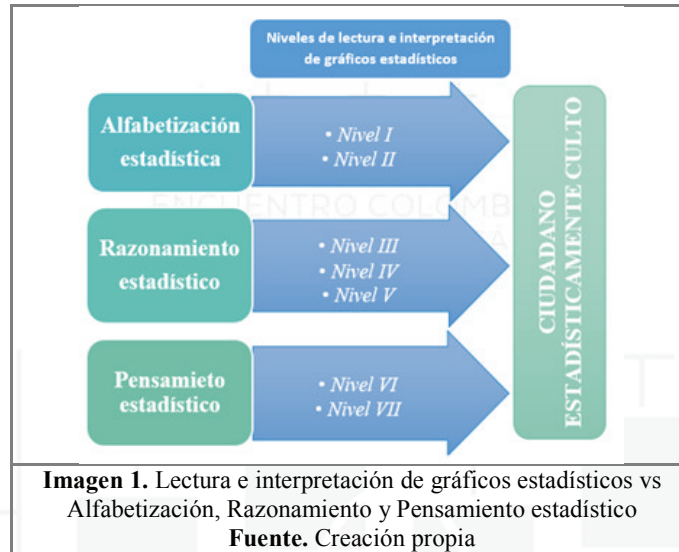 Niveles de lectura e interpretación
de gráficos estadísticos
Alfabetización
estadística
• Nivel I
• Nivel II
ENCUENTRO COLOMB
Razonamiento
estadístico
• Nivel III
• Nivel IV
• Nivel V
Pensamieto
estadístico
• Nivel VI
• Nivel VII
CIUDADANO
ESTADÍSTICAMENTE CULTO
Imagen 1. Lectura e interpretación de gráficos estadísticos vs
Alfabetización, Razonamiento y Pensamiento estadístico
Fuente. Creación propia